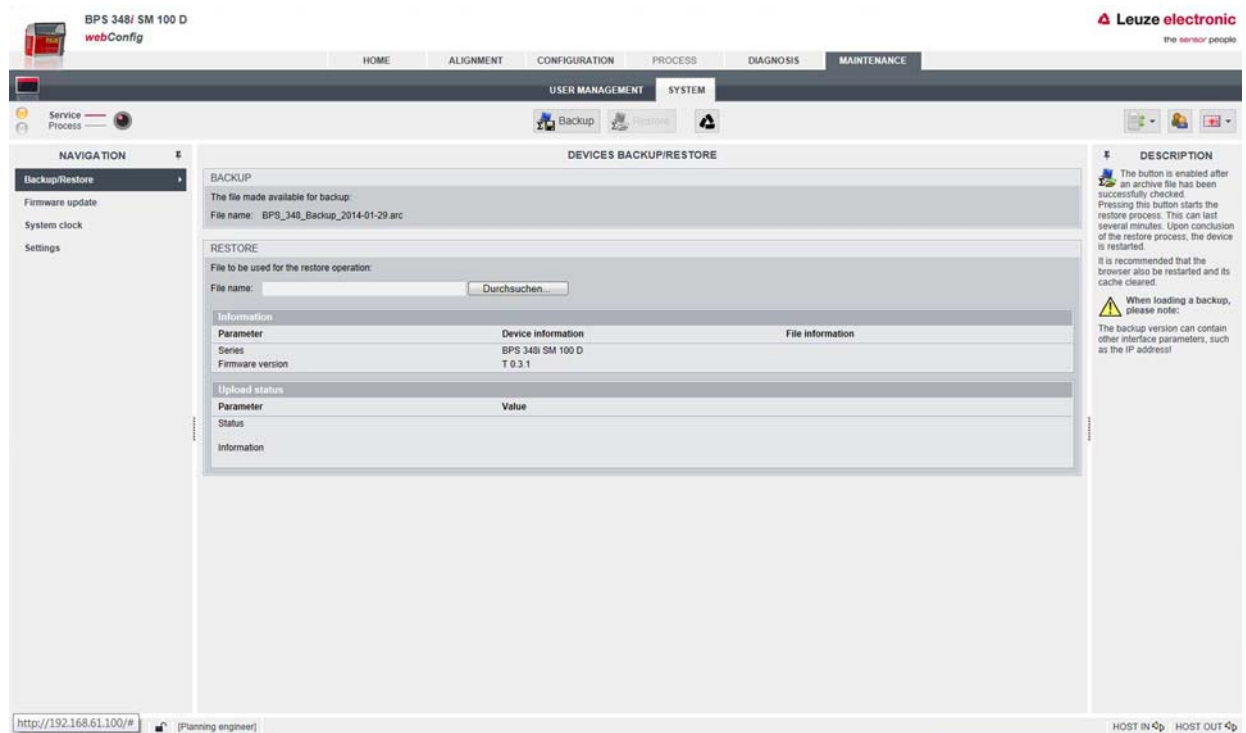 BPS 348i SM 100 D
webConfig
Leuze electronic
the sensor people
HOME ALIGNMENT CONFIGURATION PROCESS DIAGNOSIS MAINTENANCE
USER MANAGEMENT SYSTEM
Service
Process
Backup Restore
NAVIGATION
Backup/Restore
Firmware update
System clock
Settings
DEVICES BACKUP/RESTORE
BACKUP
The file made available for backup:
File name: BPS_348_Backup_2014-01-29.arc
RESTORE
File to be used for the restore operation:
File name: Durchsuchen...
Information
Parameter Device information File information
Series BPS 348i SM 100 D
Firmware version T 0.3.1
Upload status
Parameter Value
Status
Information
DESCRIPTION
The button is enabled after
an archive file has been
successfully checked.
Pressing this button starts the
restore process. This can last
several minutes. Upon conclusion
of the restore process, the device
is restarted.
It is recommended that the
browser also be restarted and its
cache cleared.
When loading a backup,
please note:
The backup version can contain
other interface parameters, such
as the IP address!
http://192.168.61.100/# [Planning engineer]
HOST IN HOST OUT